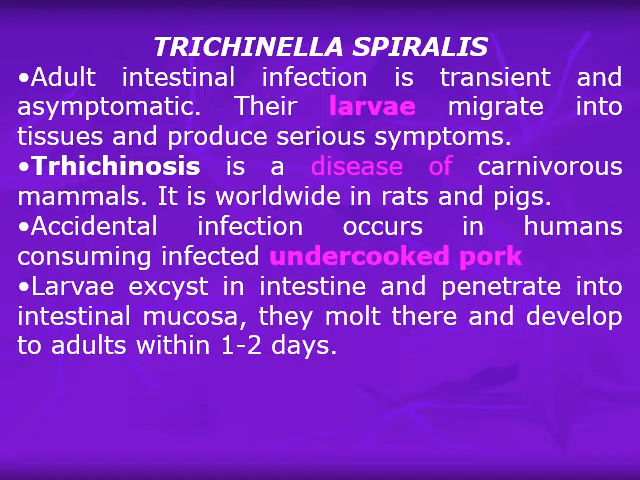 TRICHINELLA SPIRALIS
•Adult intestinal infection is transient and
asymptomatic. Their larvae migrate into
tissues and produce serious symptoms.
•Trhichinosis is a disease of carnivorous
mammals. It is worldwide in rats and pigs.
•Accidental infection occurs in humans
consuming infected undercooked pork
•Larvae excyst in intestine and penetrate into
intestinal mucosa, they molt there and develop
to adults within 1-2 days.